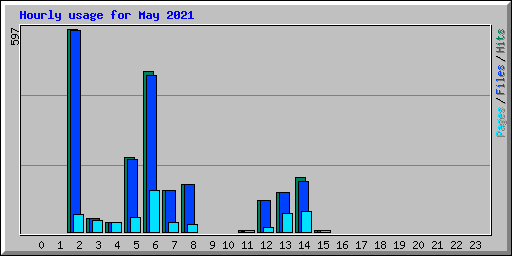 Hourly usage for May 2021
597
Pages/Files/Hits
0 1 2 3 4 5 6 7 8 9 10 11 12 13 14 15 16 17 18 19 20 21 22 23